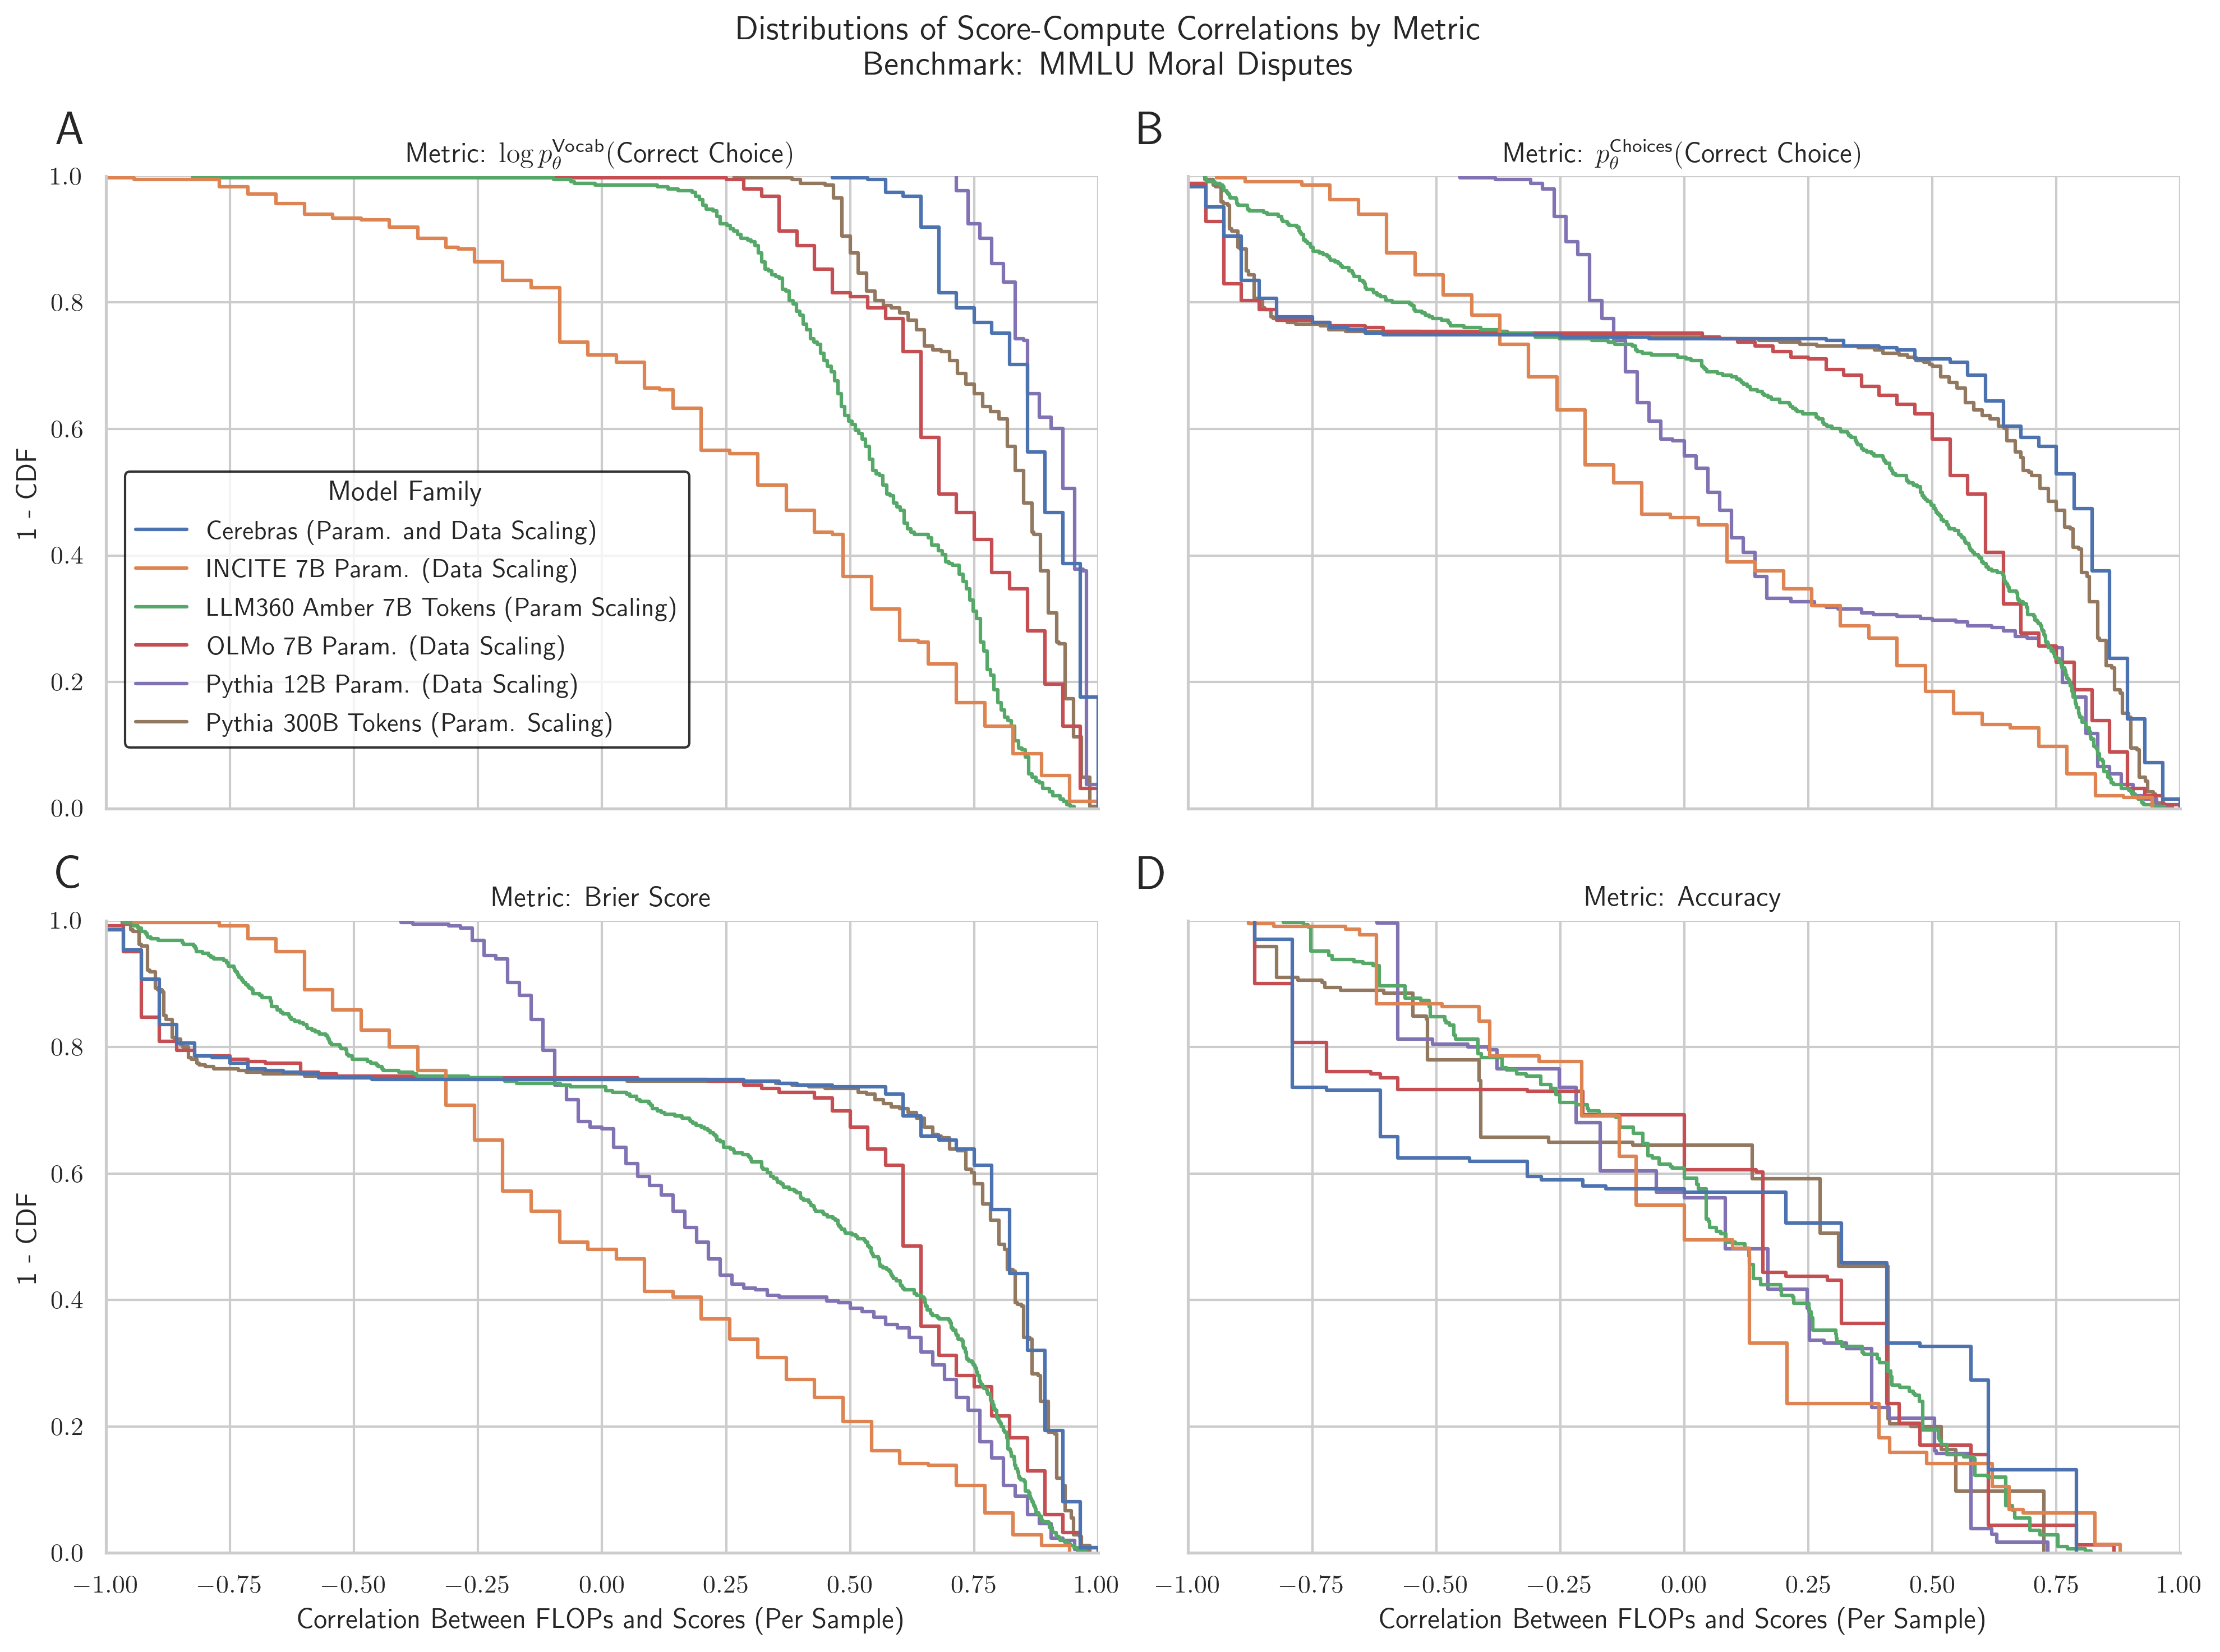 Distributions of Score-Compute Correlations by Metric
Benchmark: MMLU Moral Disputes
A
Metric: log p_θ^Vocab(Correct Choice)
1.0
0.8
0.6
0.4
0.2
0.0
1 - CDF
Model Family
Cerebras (Param. and Data Scaling)
INCITE 7B Param. (Data Scaling)
LLM360 Amber 7B Tokens (Param Scaling)
OLMo 7B Param. (Data Scaling)
Pythia 12B Param. (Data Scaling)
Pythia 300B Tokens (Param. Scaling)
B
Metric: p_θ^Choices(Correct Choice)
C
Metric: Brier Score
1.0
0.8
0.6
0.4
0.2
0.0
1 - CDF
−1.00 −0.75 −0.50 −0.25 0.00 0.25 0.50 0.75 1.00
Correlation Between FLOPs and Scores (Per Sample)
D
Metric: Accuracy
−1.00 −0.75 −0.50 −0.25 0.00 0.25 0.50 0.75 1.00
Correlation Between FLOPs and Scores (Per Sample)